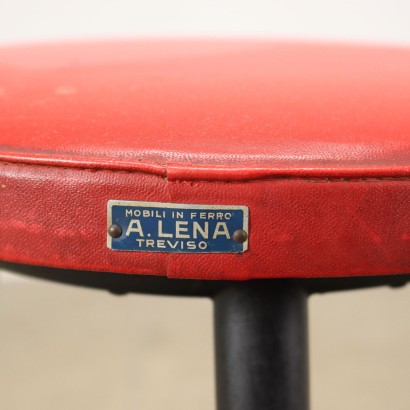 MOBILI IN FERRO
A. LENA
TREVISO